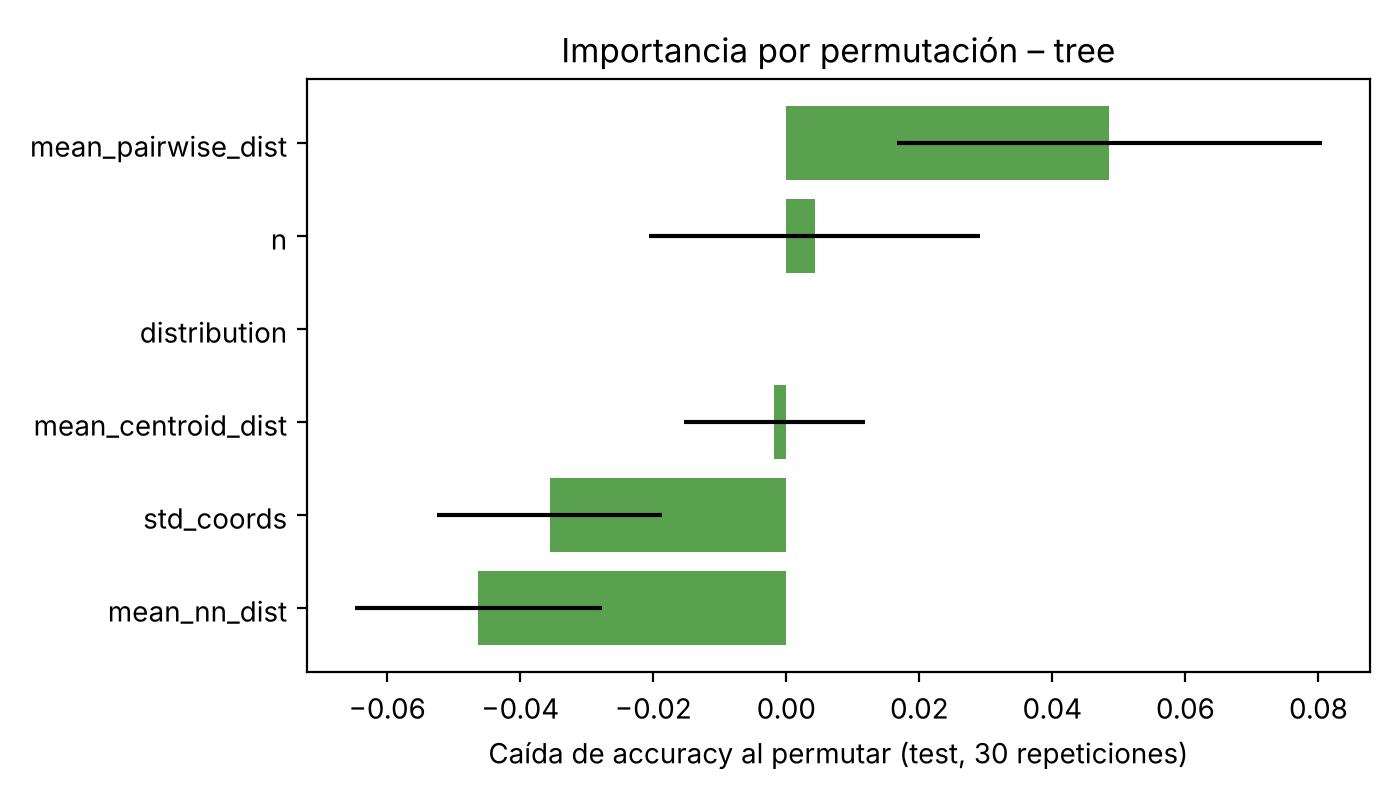 Importancia por permutación – tree
mean_pairwise_dist
n
distribution
mean_centroid_dist
std_coords
mean_nn_dist
−0.06 −0.04 −0.02 0.00 0.02 0.04 0.06 0.08
Caída de accuracy al permutar (test, 30 repeticiones)